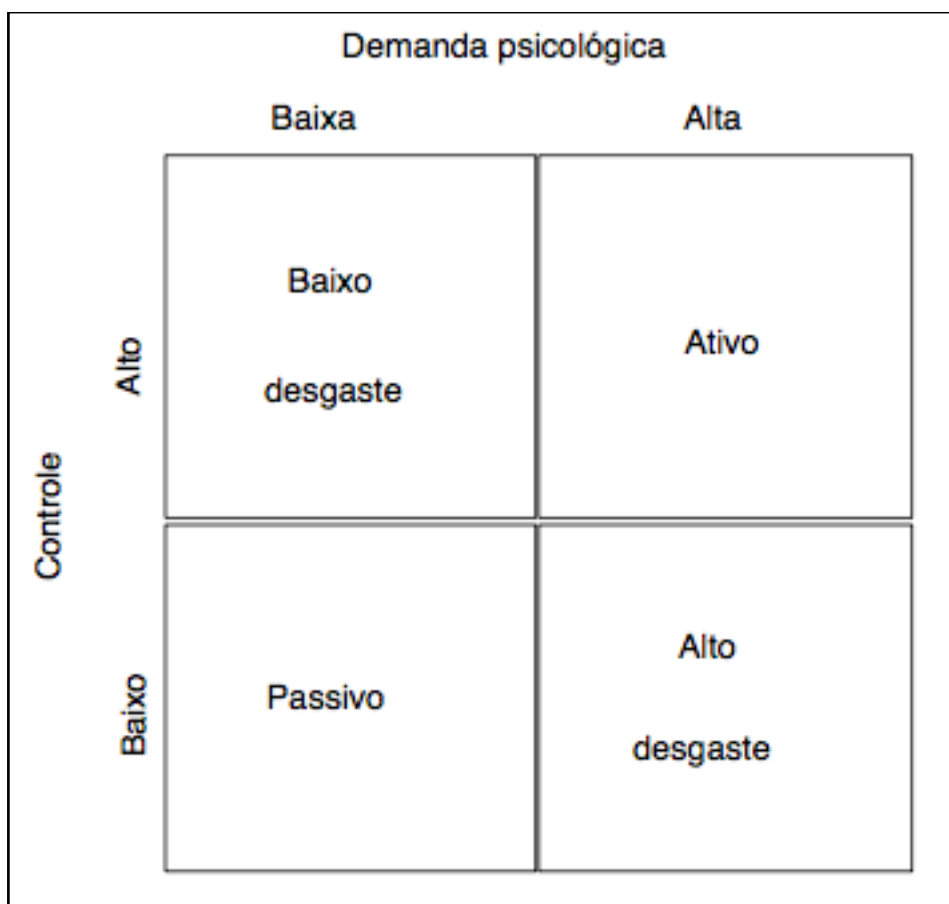 Demanda psicológica
Baixa
Alta
Controle
Alto
Baixo
desgaste
Ativo
Baixo
Passivo
Alto
desgaste